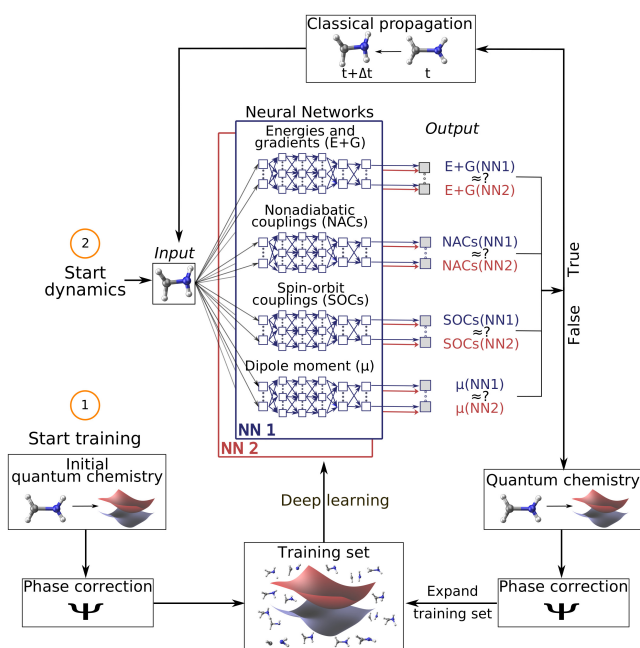 Classical propagation
t+Δt
t
Neural Networks
Output
Energies and
gradients (E+G)
E+G(NN1)
≈?
E+G(NN2)
Nonadiabatic
couplings (NACs)
NACs(NN1)
≈?
NACs(NN2)
2
Start
dynamics
Input
True
False
Spin-orbit
couplings (SOCs)
SOCs(NN1)
≈?
SOCs(NN2)
Dipole moment (μ)
μ(NN1)
≈?
μ(NN2)
NN 1
NN 2
1
Start training
Initial
quantum chemistry
Deep learning
Quantum chemistry
Training set
Phase correction
Ψ
Expand
training set
Phase correction
Ψ